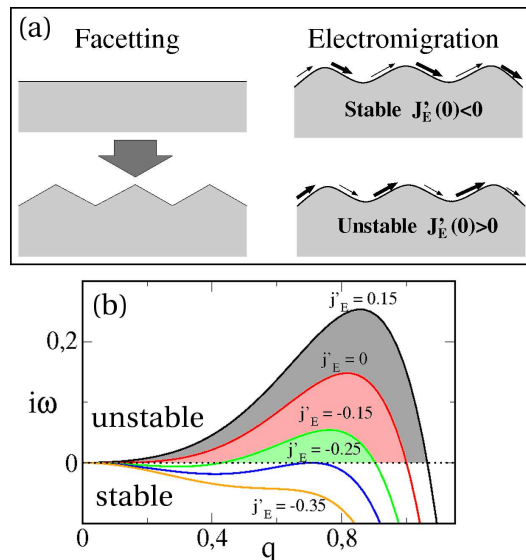 (a) Facetting Electromigration
Stable J'E(0)<0
Unstable J'E(0)>0
(b)
j'E = 0.15
0,2
j'E = 0
iω
j'E = -0.15
unstable
j'E = -0.25
0
stable
j'E = -0.35
0 0,4 0,8
q